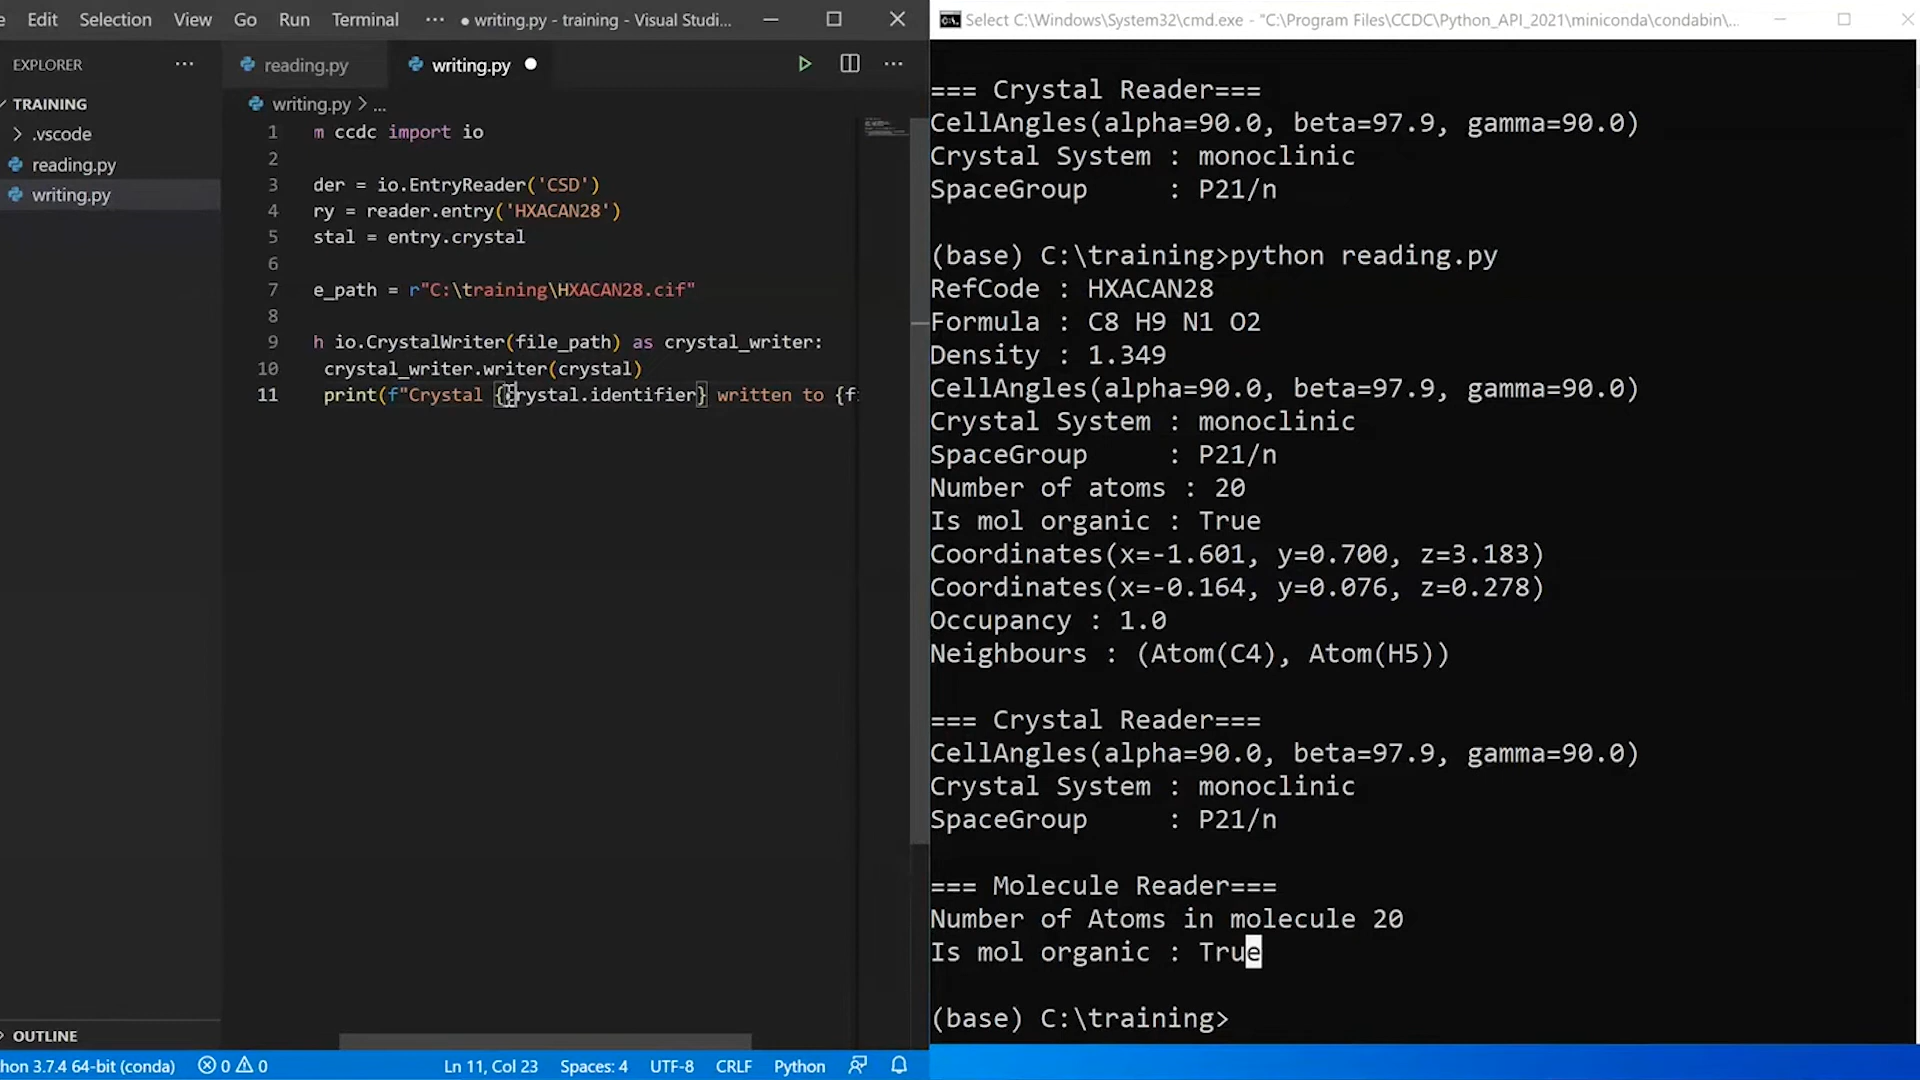 Edit Selection View Go Run Terminal ··· ● writing.py - training - Visual Studi...
EXPLORER ···
TRAINING
.vscode
reading.py
writing.py
reading.py writing.py ···
writing.py > ...
1 m ccdc import io
2
3 der = io.EntryReader('CSD')
4 ry = reader.entry('HXACAN28')
5 stal = entry.crystal
6
7 e_path = r"C:\training\HXACAN28.cif"
8
9 h io.CrystalWriter(file_path) as crystal_writer:
10 crystal_writer.writer(crystal)
11 print(f"Crystal {crystal.identifier} written to {fi
OUTLINE
hon 3.7.4 64-bit (conda) 0 0 Ln 11, Col 23 Spaces: 4 UTF-8 CRLF Python
Select C:\Windows\System32\cmd.exe - "C:\Program Files\CCDC\Python_API_2021\miniconda\condabin\...
=== Crystal Reader===
CellAngles(alpha=90.0, beta=97.9, gamma=90.0)
Crystal System : monoclinic
SpaceGroup : P21/n
(base) C:\training>python reading.py
RefCode : HXACAN28
Formula : C8 H9 N1 O2
Density : 1.349
CellAngles(alpha=90.0, beta=97.9, gamma=90.0)
Crystal System : monoclinic
SpaceGroup : P21/n
Number of atoms : 20
Is mol organic : True
Coordinates(x=-1.601, y=0.700, z=3.183)
Coordinates(x=-0.164, y=0.076, z=0.278)
Occupancy : 1.0
Neighbours : (Atom(C4), Atom(H5))
=== Crystal Reader===
CellAngles(alpha=90.0, beta=97.9, gamma=90.0)
Crystal System : monoclinic
SpaceGroup : P21/n
=== Molecule Reader===
Number of Atoms in molecule 20
Is mol organic : True
(base) C:\training>